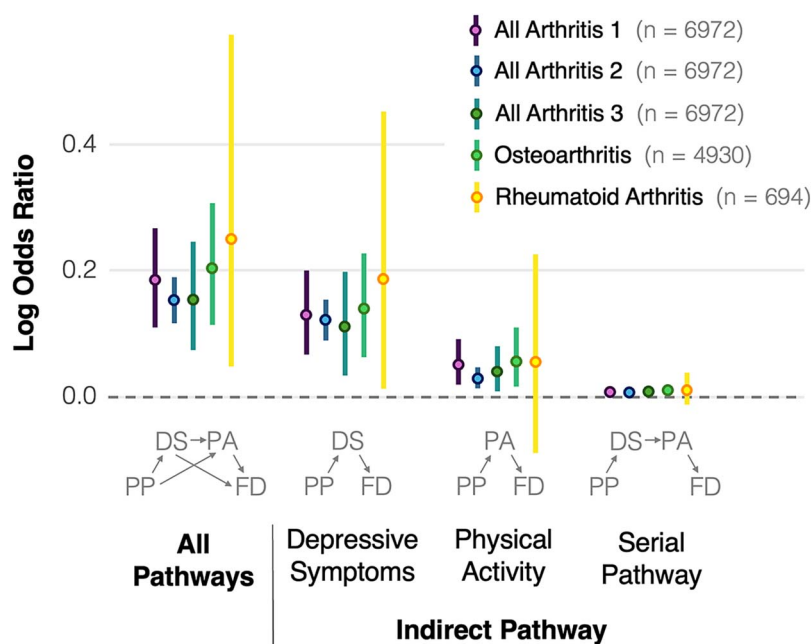 All Arthritis 1 (n = 6972)
All Arthritis 2 (n = 6972)
All Arthritis 3 (n = 6972)
Osteoarthritis (n = 4930)
Rheumatoid Arthritis (n = 694)
Log Odds Ratio
0.4
0.2
0.0
DS PA
PP FD
DS
PP FD
PA
PP FD
DS PA
PP FD
All
Pathways
Depressive
Symptoms
Physical
Activity
Serial
Pathway
Indirect Pathway